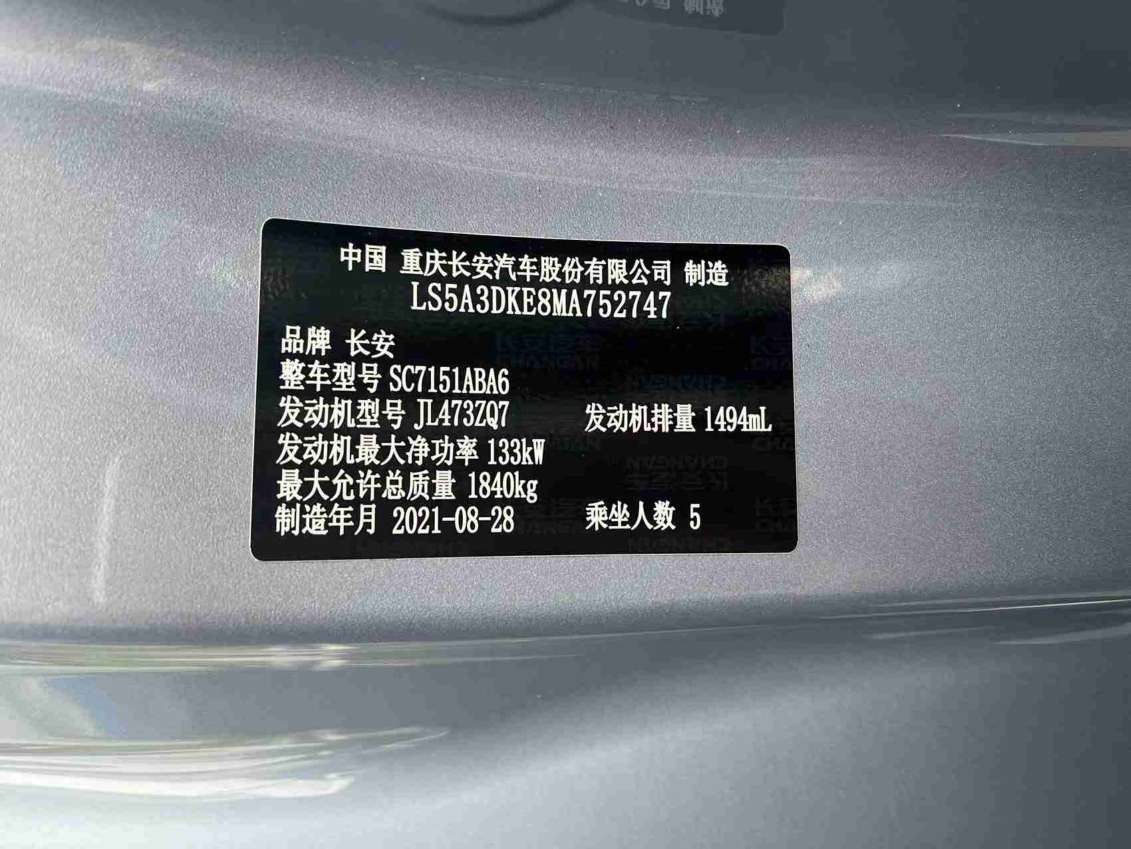 中国 重庆长安汽车股份有限公司 制造
LS5A3DKE8MA752747
品牌 长安
整车型号 SC7151ABA6
发动机型号 JL473ZQ7 发动机排量 1494mL
发动机最大净功率 133kW
最大允许总质量 1840kg
制造年月 2021-08-28 乘坐人数 5